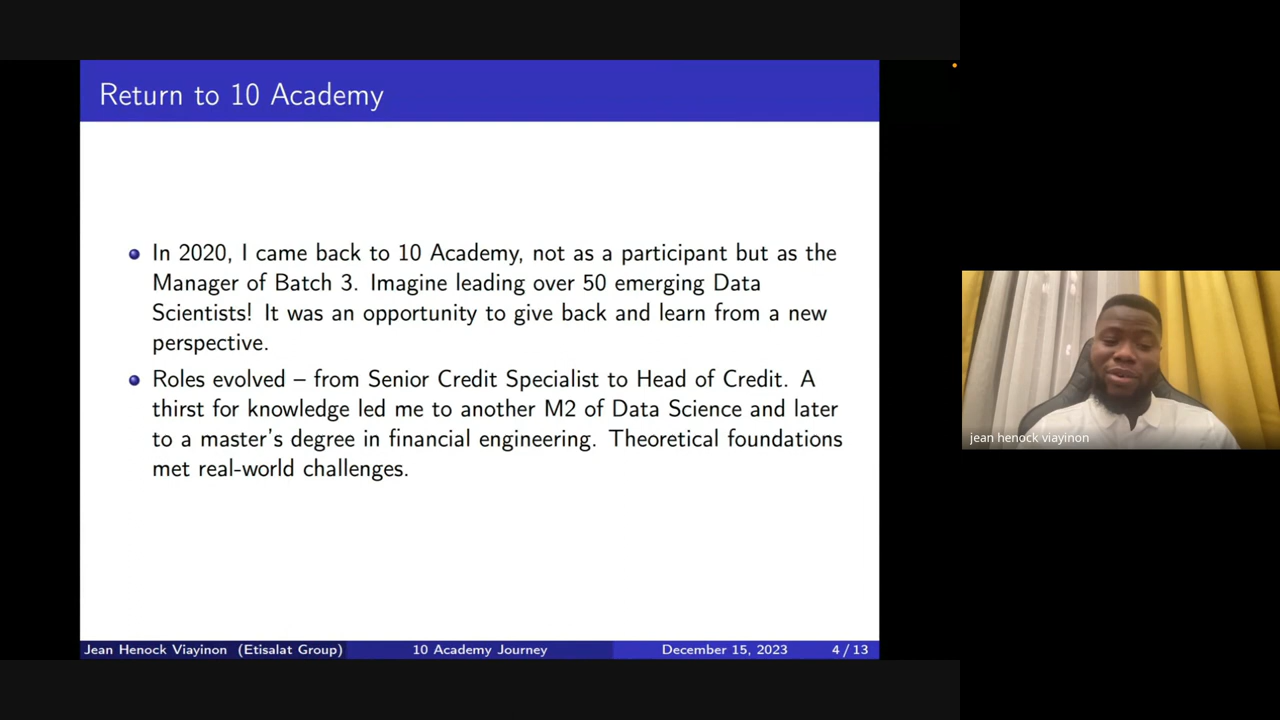 Return to 10 Academy
In 2020, I came back to 10 Academy, not as a participant but as the
Manager of Batch 3. Imagine leading over 50 emerging Data
Scientists! It was an opportunity to give back and learn from a new
perspective.
Roles evolved – from Senior Credit Specialist to Head of Credit. A
thirst for knowledge led me to another M2 of Data Science and later
to a master's degree in financial engineering. Theoretical foundations
met real-world challenges.
jean henock viayinon
Jean Henock Viayinon (Etisalat Group) 10 Academy Journey December 15, 2023 4 / 13